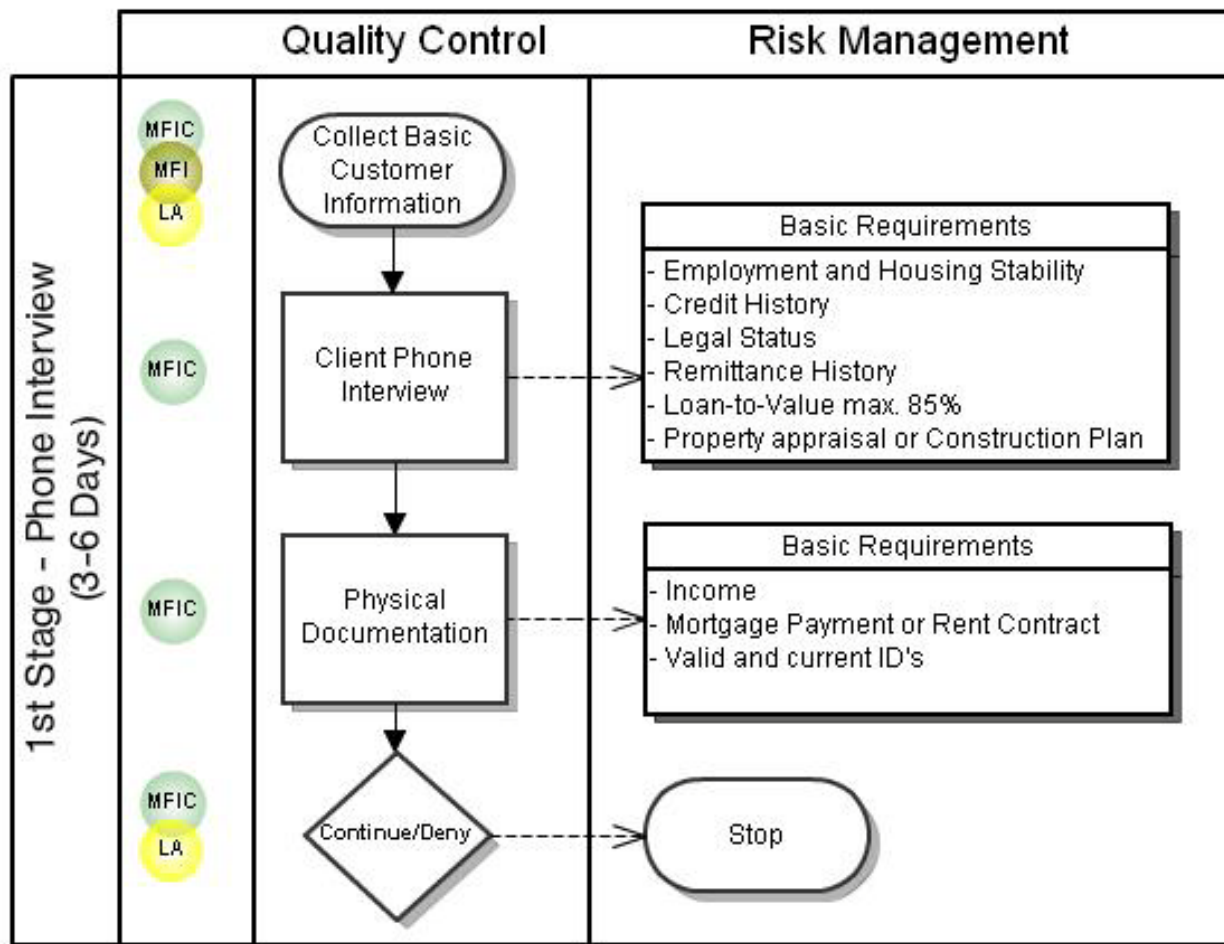 Quality Control
Risk Management
1st Stage - Phone Interview
(3-6 Days)
MFIC
MFI
LA
Collect Basic
Customer
Information
MFIC
Client Phone
Interview
Basic Requirements
- Employment and Housing Stability
- Credit History
- Legal Status
- Remittance History
- Loan-to-Value max. 85%
- Property appraisal or Construction Plan
MFIC
Physical
Documentation
Basic Requirements
- Income
- Mortgage Payment or Rent Contract
- Valid and current ID's
MFIC
LA
Continue/Deny
Stop